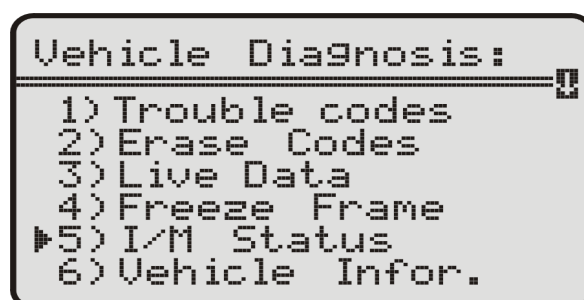 Vehicle Diagnosis:
1) Trouble codes
2) Erase Codes
3) Live Data
4) Freeze Frame
5) I/M Status
6) Vehicle Infor.